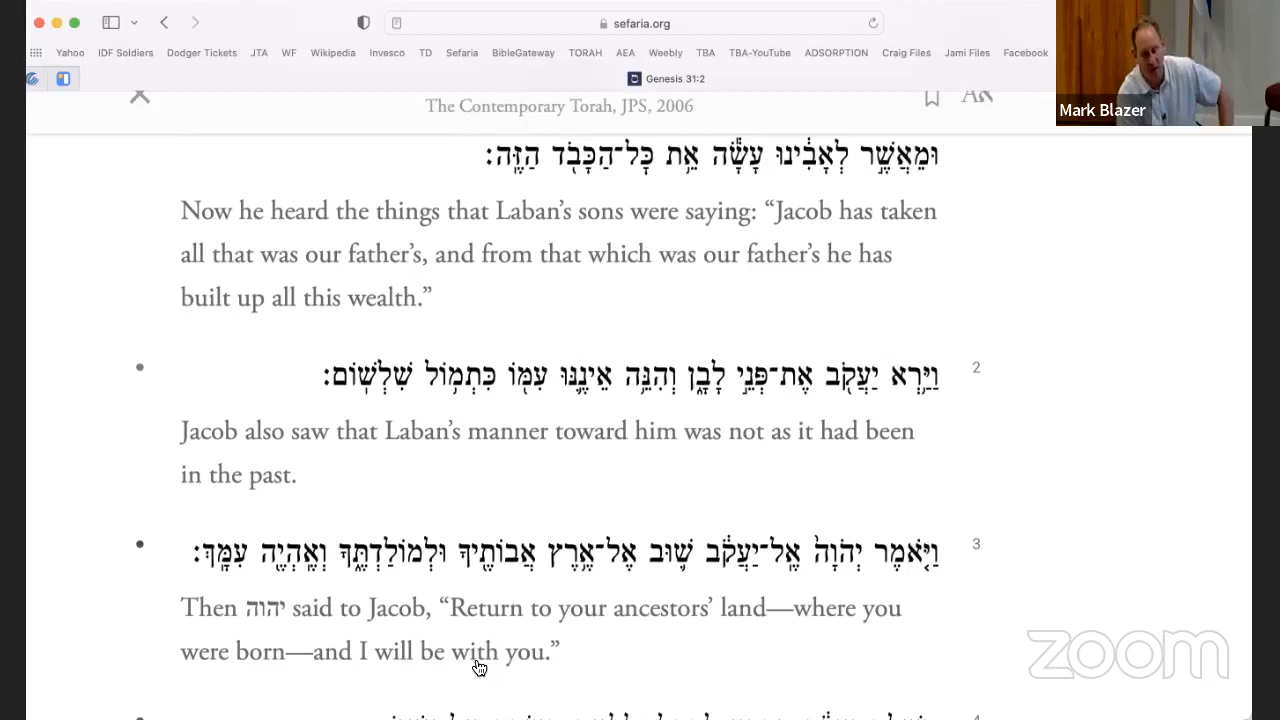 sefaria.org
Yahoo IDF Soldiers Dodger Tickets JTA WF Wikipedia Invesco TD Sefaria BibleGateway TORAH AEA Weebly TBA TBA-YouTube ADSORPTION Craig Files Jami Files Facebook
Genesis 31:2
Mark Blazer
The Contemporary Torah, JPS, 2006
Aא
וּמֵאֲשֶׁ֣ר לְאָבִ֔ינוּ עָשָׂ֕ה אֵ֥ת כׇּל־הַכָּבֹ֖ד הַזֶּֽה׃
Now he heard the things that Laban’s sons were saying: “Jacob has taken
all that was our father’s, and from that which was our father’s he has
built up all this wealth.”
2
וַיַּ֥רְא יַעֲקֹ֖ב אֶת־פְּנֵ֣י לָבָ֑ן וְהִנֵּ֥ה אֵינֶ֛נּוּ עִמּ֖וֹ כִּתְמ֥וֹל שִׁלְשֽׁוֹם׃
Jacob also saw that Laban’s manner toward him was not as it had been
in the past.
3
וַיֹּ֤אמֶר יְהֹוָה֙ אֶֽל־יַעֲקֹ֔ב שׁ֛וּב אֶל־אֶ֥רֶץ אֲבוֹתֶ֖יךָ וּלְמוֹלַדְתֶּ֑ךָ וְאֶֽהְיֶ֖ה עִמָּֽךְ׃
Then יהוה said to Jacob, “Return to your ancestors’ land—where you
were born—and I will be with you.”
zoom